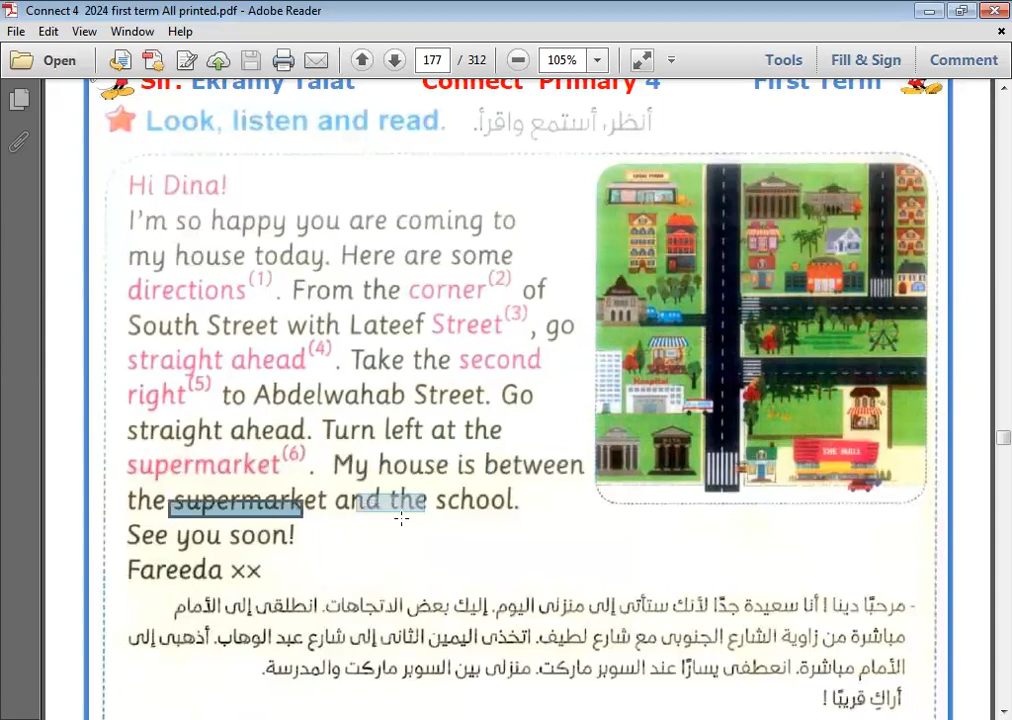 Connect 4 2024 first term All printed.pdf - Adobe Reader
File Edit View Window Help
Open 177 / 312 105% Tools Fill & Sign Comment
Sir: Ekramy Talat Connect Primary 4 First Term
Look, listen and read. أنظر، أستمع واقرأ.
Hi Dina!
I'm so happy you are coming to
my house today. Here are some
directions(1). From the corner(2) of
South Street with Lateef Street(3), go
straight ahead(4). Take the second
right(5) to Abdelwahab Street. Go
straight ahead. Turn left at the
supermarket(6). My house is between
the supermarket and the school.
See you soon!
Fareeda xx
Hospital
THE MALL
- مرحبًا دينا ! أنا سعيدة جدًا لأنك ستأتى إلى منزلى اليوم. إليك بعض الاتجاهات. انطلقى إلى الأمام
مباشرة من زاوية الشارع الجنوبى مع شارع لطيف. اتخذى اليمين الثانى إلى شارع عبد الوهاب. أذهبى إلى
الأمام مباشرة. انعطفى يسارًا عند السوبر ماركت. منزلى بين السوبر ماركت والمدرسة.
أراكِ قريبًا !